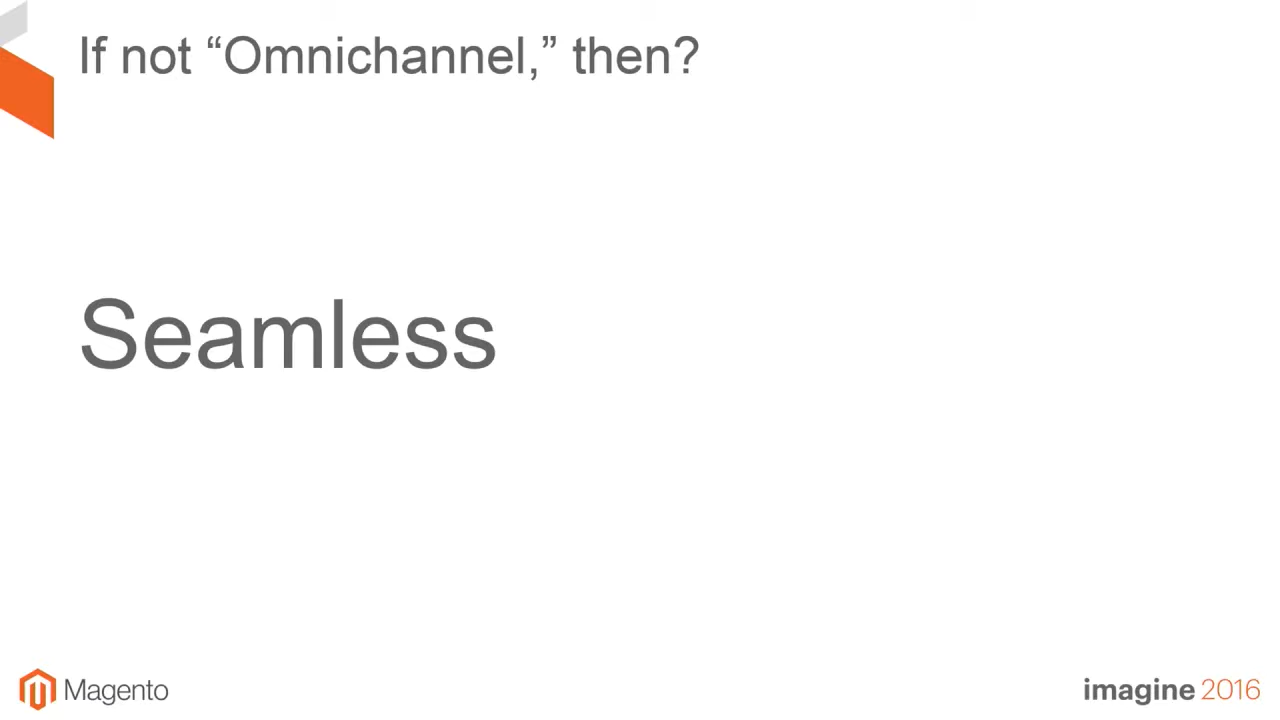 If not “Omnichannel,” then?
Seamless
Magento
imagine 2016